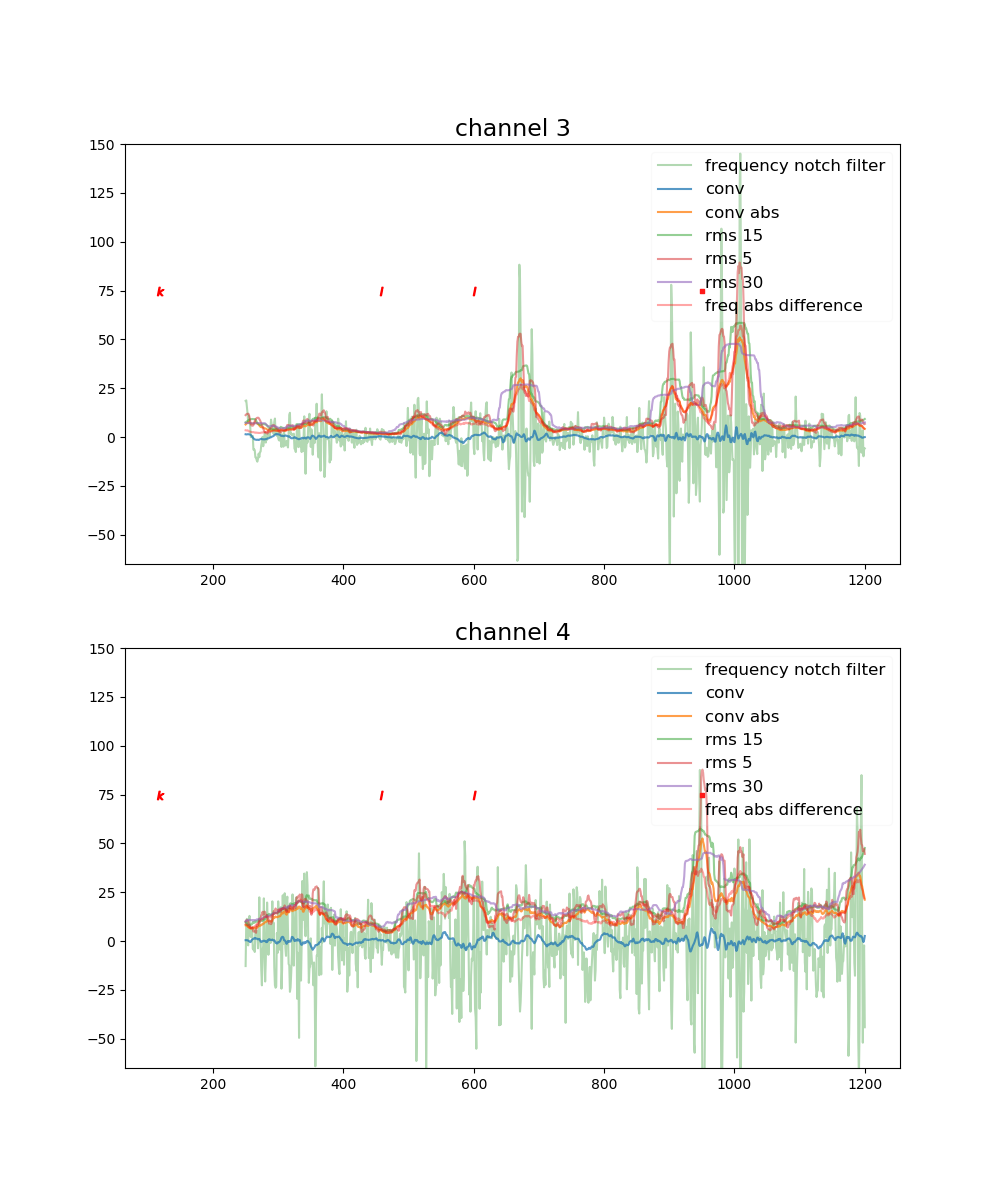 channel 3
150
125
100
75
50
25
0
−25
−50
frequency notch filter
conv
conv abs
rms 15
rms 5
rms 30
freq abs difference
k
l
l
200
400
600
800
1000
1200
channel 4
150
125
100
75
50
25
0
−25
−50
frequency notch filter
conv
conv abs
rms 15
rms 5
rms 30
freq abs difference
k
l
l
200
400
600
800
1000
1200